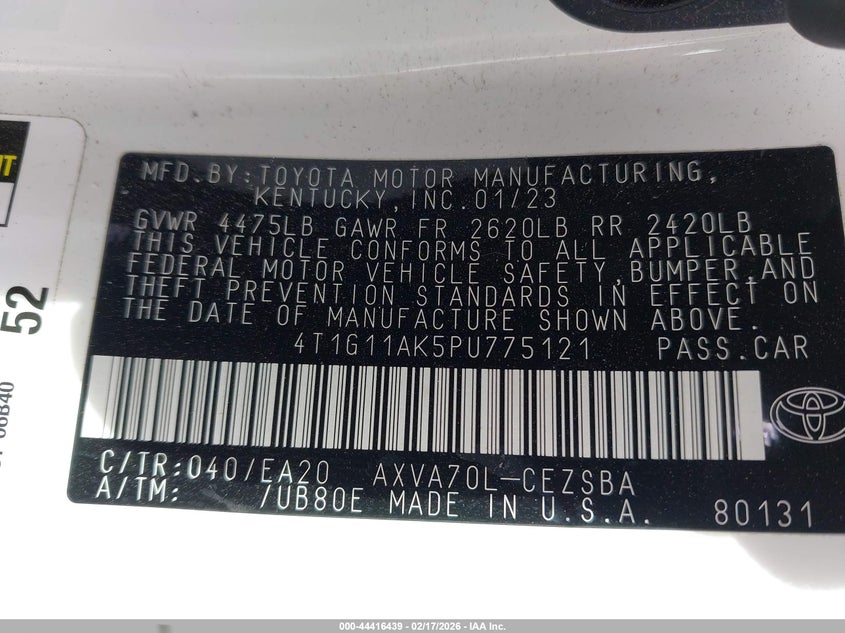 MFD.BY:TOYOTA MOTOR MANUFACTURING,
KENTUCKY,INC.01/23
GVWR 4475LB GAWR FR 2620LB RR 2420LB
THIS VEHICLE CONFORMS TO ALL APPLICABLE
FEDERAL MOTOR VEHICLE SAFETY,BUMPER,AND
THEFT PREVENTION STANDARDS IN EFFECT ON
THE DATE OF MANUFACTURE SHOWN ABOVE.
4T1G11AK5PU775121 PASS.CAR
C/TR:040/EA20 AXVA70L-CEZSBA
A/TM: /UB80E MADE IN U.S.A. 80131
52
000-44416439 - 02/17/2026 - IAA Inc.